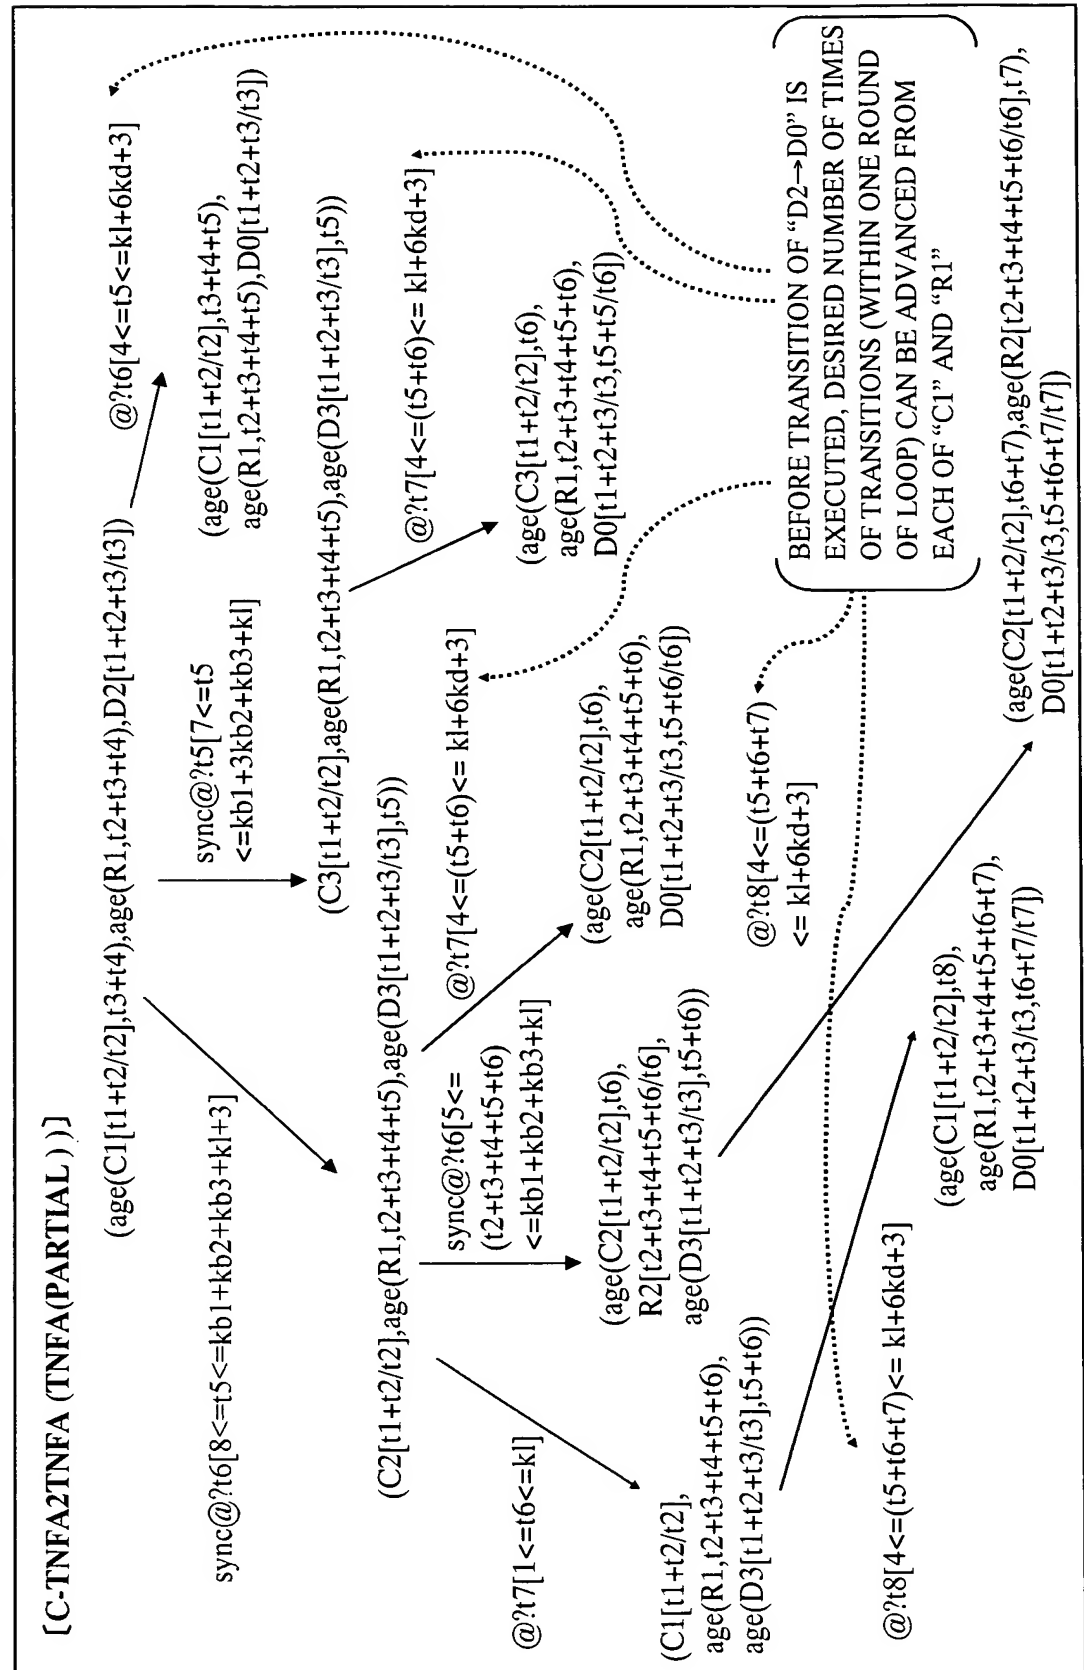 [C-TNFA2TNFA (TNFA(PARTIAL) )]
(age(C1[t1+t2/t2],t3+t4),age(R1,t2+t3+t4),D2[t1+t2+t3/t3])
@?t6[4<=t5<=kl+6kd+3]
sync@?t6[8<=t5<=kb1+kb2+kb3+kl+3]
sync@?t5[7<=t5
<=kb1+3kb2+kb3+kl]
(age(C1[t1+t2/t2],t3+t4+t5),
age(R1,t2+t3+t4+t5),D0[t1+t2+t3/t3])
(C3[t1+t2/t2],age(R1,t2+t3+t4+t5),age(D3[t1+t2+t3/t3],t5))
(C2[t1+t2/t2],age(R1,t2+t3+t4+t5),age(D3[t1+t2+t3/t3],t5))
@?t7[4<=(t5+t6)<= kl+6kd+3]
@?t7[4<=(t5+t6)<= kl+6kd+3]
@?t7[1<=t6<=kl]
sync@?t6[5<=
(t2+t3+t4+t5+t6)
<=kb1+kb2+kb3+kl]
(age(C3[t1+t2/t2],t6),
age(R1,t2+t3+t4+t5+t6),
D0[t1+t2+t3/t3,t5+t5/t6])
(age(C2[t1+t2/t2],t6),
age(R1,t2+t3+t4+t5+t6),
D0[t1+t2+t3/t3,t5+t6/t6])
(age(C2[t1+t2/t2],t6),
R2[t2+t3+t4+t5+t6/t6],
age(D3[t1+t2+t3/t3],t5+t6))
(C1[t1+t2/t2],
age(R1,t2+t3+t4+t5+t6),
age(D3[t1+t2+t3/t3],t5+t6))
@?t8[4<=(t5+t6+t7)
<= kl+6kd+3]
BEFORE TRANSITION OF “D2→D0” IS
EXECUTED, DESIRED NUMBER OF TIMES
OF TRANSITIONS (WITHIN ONE ROUND
OF LOOP) CAN BE ADVANCED FROM
EACH OF “C1” AND “R1”
@?t8[4<=(t5+t6+t7)<= kl+6kd+3]
(age(C1[t1+t2/t2],t8),
age(R1,t2+t3+t4+t5+t6+t7),
D0[t1+t2+t3/t3,t6+t7/t7])
(age(C2[t1+t2/t2],t6+t7),age(R2[t2+t3+t4+t5+t6/t6],t7),
D0[t1+t2+t3/t3,t5+t6+t7/t7])